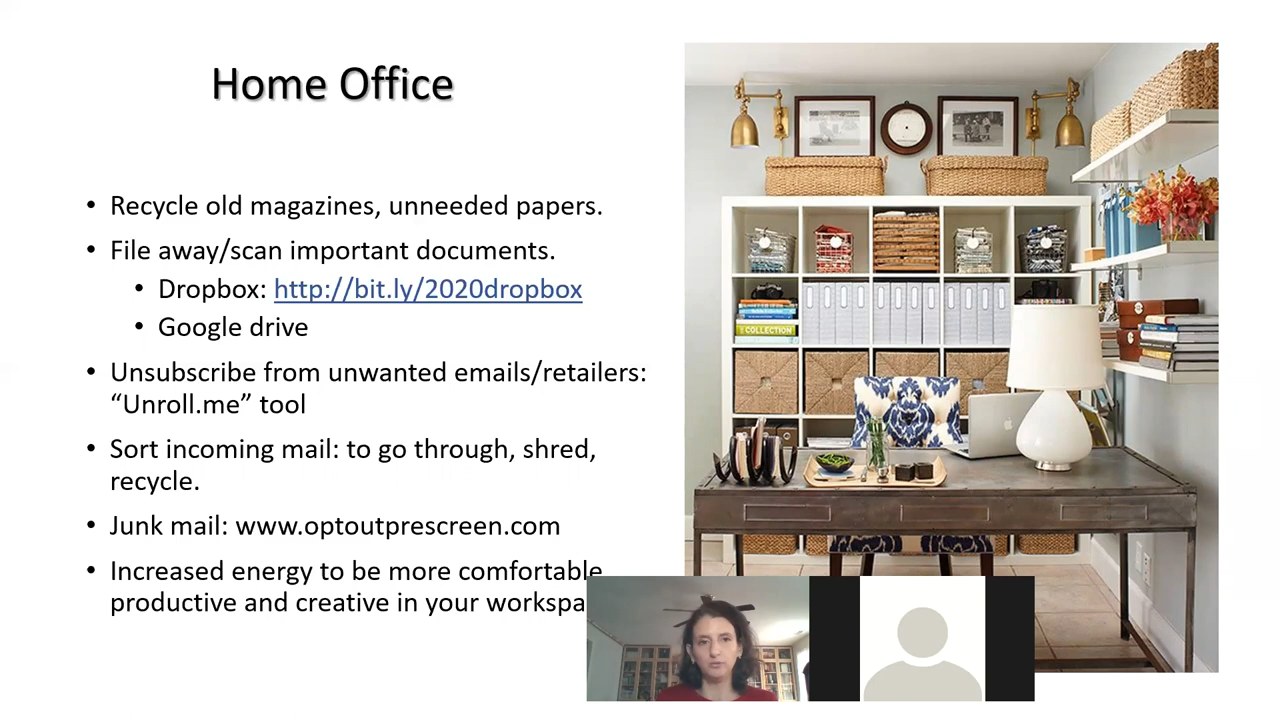 Home Office
• Recycle old magazines, unneeded papers.
• File away/scan important documents.
• Dropbox: http://bit.ly/2020dropbox
• Google drive
• Unsubscribe from unwanted emails/retailers:
“Unroll.me” tool
• Sort incoming mail: to go through, shred,
recycle.
• Junk mail: www.optoutprescreen.com
• Increased energy to be more comfortable
productive and creative in your workspa
COLLECTION